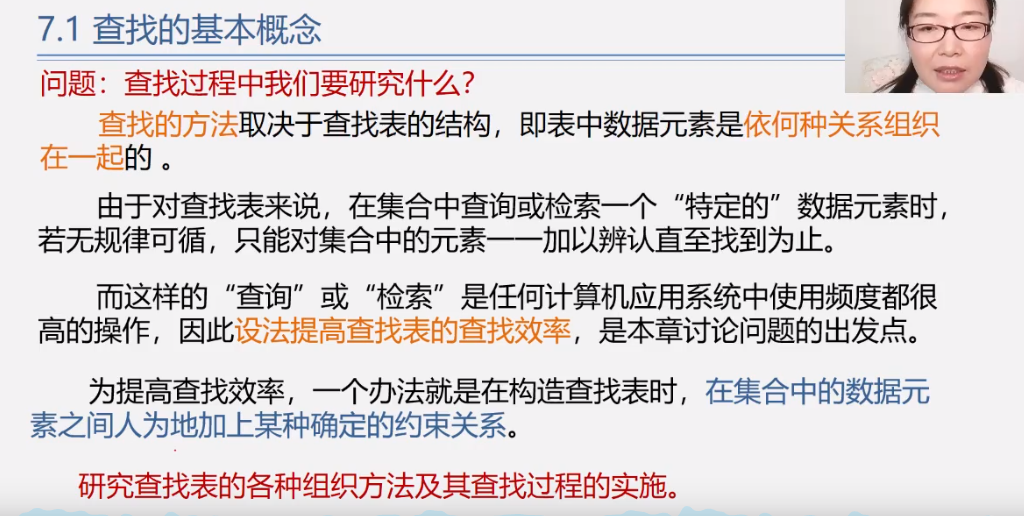 7.1 查找的基本概念
问题：查找过程中我们要研究什么？
查找的方法取决于查找表的结构，即表中数据元素是依何种关系组织
在一起的 。
由于对查找表来说，在集合中查询或检索一个“特定的”数据元素时，
若无规律可循，只能对集合中的元素一一加以辨认直至找到为止。
而这样的“查询”或“检索”是任何计算机应用系统中使用频度都很
高的操作，因此设法提高查找表的查找效率，是本章讨论问题的出发点。
为提高查找效率，一个办法就是在构造查找表时，在集合中的数据元
素之间人为地加上某种确定的约束关系。
研究查找表的各种组织方法及其查找过程的实施。